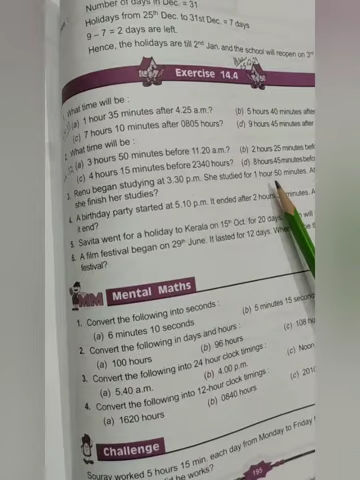 Number of days in Dec. = 31
Holidays from 25th Dec. to 31st Dec. = 7 days
9 – 7 = 2 days are left.
Hence, the holidays are till 2nd Jan. and the school will reopen on 3rd
Exercise 14.4
1. What time will be :
(a) 1 hour 35 minutes after 4.25 a.m.? (b) 5 hours 40 minutes after
(c) 7 hours 10 minutes after 0805 hours? (d) 9 hours 45 minutes after
2. What time will be :
(a) 3 hours 50 minutes before 11.20 a.m.? (b) 2 hours 25 minutes bef
(c) 4 hours 15 minutes before 2340 hours? (d) 8 hours 45 minutes befo
3. Renu began studying at 3.30 p.m. She studied for 1 hour 50 minutes. At
she finish her studies?
4. A birthday party started at 5.10 p.m. It ended after 2 hours minutes. A
it end?
5. Savita went for a holiday to Kerala on 15th Oct. for 20 days. will
6. A film festival began on 29th June. It lasted for 12 days. When
festival?
MM Mental Maths
1. Convert the following into seconds :
(a) 6 minutes 10 seconds (b) 5 minutes 15 second
2. Convert the following in days and hours :
(a) 100 hours (b) 96 hours (c) 108 ho
3. Convert the following into 24 hour clock timings :
(a) 5.40 a.m. (b) 4.00 p.m. (c) Noon
4. Convert the following into 12-hour clock timings :
(a) 1620 hours (b) 0840 hours (c) 201
Challenge
Sourav worked 5 hours 15 min. each day from Monday to Friday
he works?
195